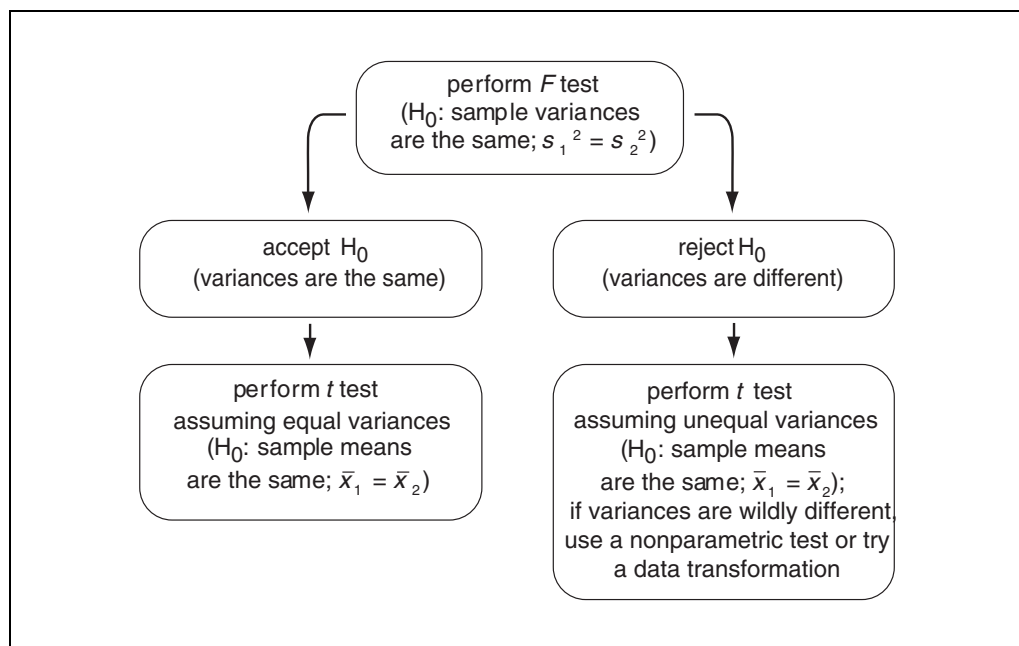 perform F test
(H₀: sample variances
are the same; s₁² = s₂²)
accept H₀
(variances are the same)
reject H₀
(variances are different)
perform t test
assuming equal variances
(H₀: sample means
are the same; x̄₁ = x̄₂)
perform t test
assuming unequal variances
(H₀: sample means
are the same; x̄₁ = x̄₂);
if variances are wildly different,
use a nonparametric test or try
a data transformation